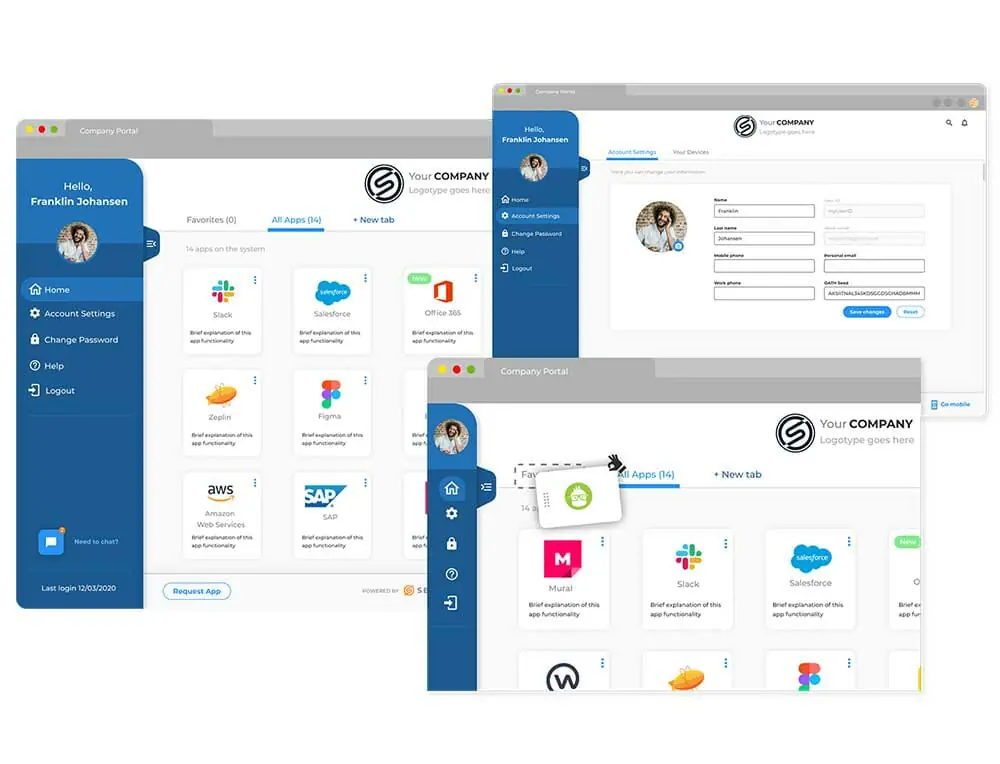 Company Portal
Hello,
Franklin Johansen
Home
Account Settings
Change Password
Help
Logout
Need to chat?
2
Last login 12/03/2020
Your COMPANY
Logotype goes here
Favorites (0)
All Apps (14)
+ New tab
14 apps on the system
Slack
Brief explanation of this
app functionality
salesforce
Salesforce
Brief explanation of this
app functionality
New
Office 365
Brief explanation of this
app functionality
Zeplin
Brief explanation of this
app functionality
Figma
Brief explanation of this
app functionality
aws
Amazon
Web Services
Brief explanation of this
app functionality
SAP
SAP
Brief explanation of this
app functionality
Request App
POWERED BY
Company Portal
Hello,
Franklin Johansen
Home
Account Settings
Change Password
Help
Logout
Your COMPANY
Logotype goes here
Account Settings
Your Devices
Here you can change your information
Name
Franklin
Last name
Johansen
Mobile phone
Personal email
Work phone
OATH Seed
Save changes
Reset
Go mobile
Company Portal
Your COMPANY
Logotype goes here
Fav
All Apps (14)
+ New tab
14 a
M
Mural
Brief explanation of this
app functionality
Slack
Brief explanation of this
app functionality
salesforce
Salesforce
Brief explanation of this
app functionality
New
O
Brief ex
app fun
W